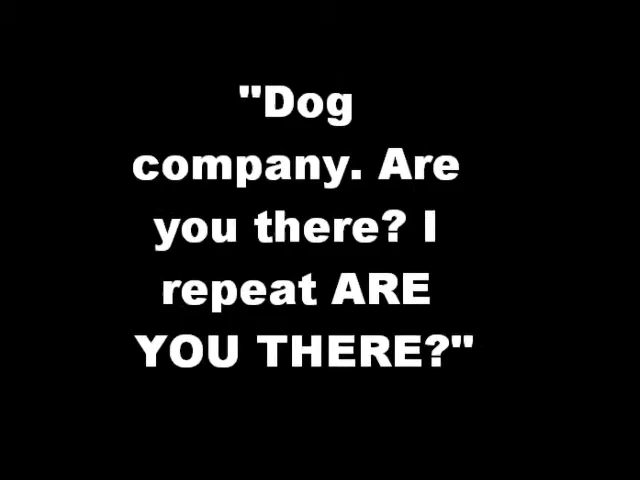 "Dog
company. Are
you there? I
repeat ARE
YOU THERE?"